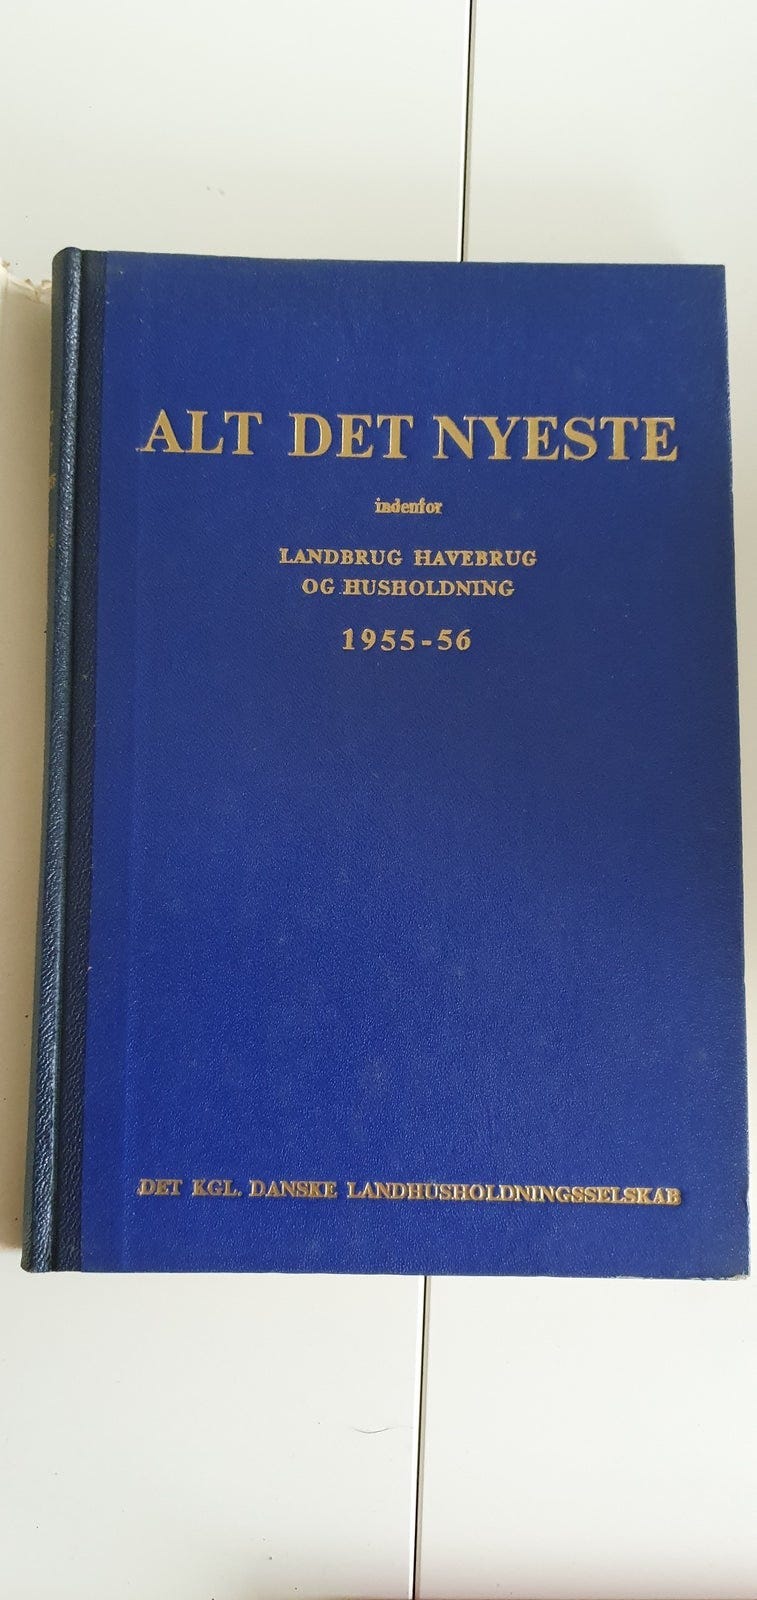 ALT DET NYESTE
indenfor
LANDBRUG HAVEBRUG
OG HUSHOLDNING
1955-56
DET KGL. DANSKE LANDHUSHOLDNINGSSELSKAB